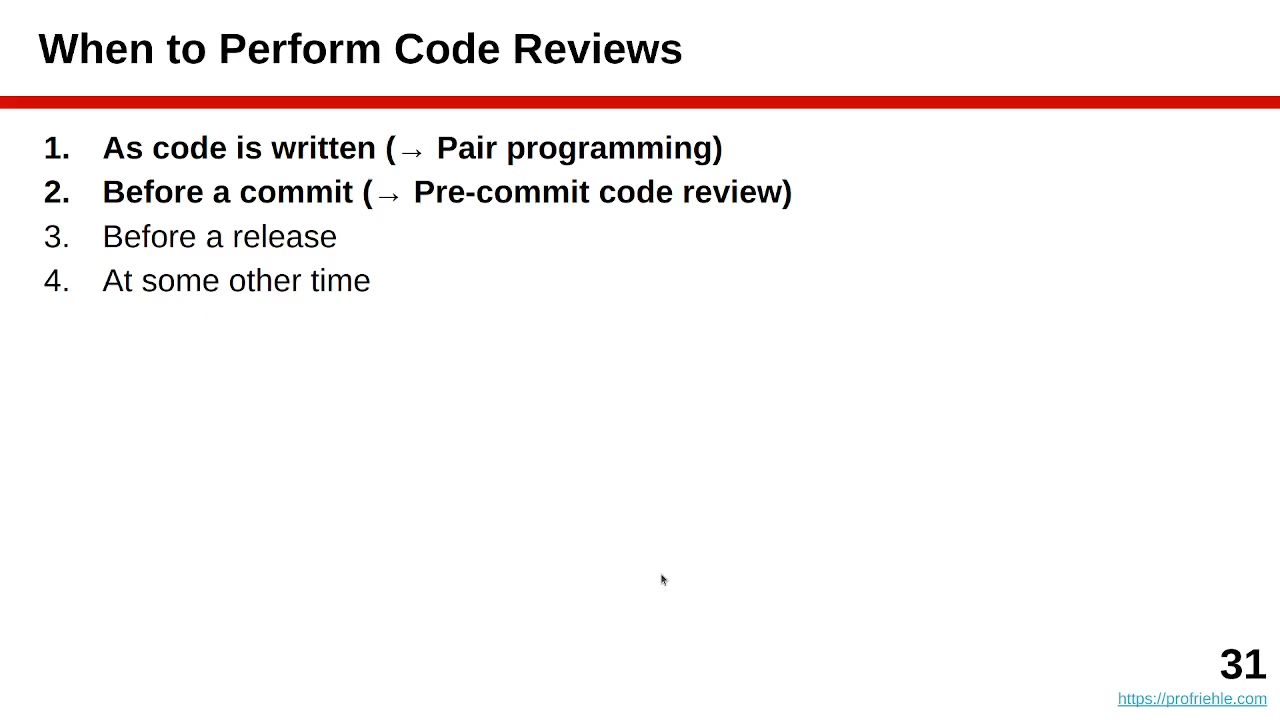 When to Perform Code Reviews
1. As code is written (→ Pair programming)
2. Before a commit (→ Pre-commit code review)
3. Before a release
4. At some other time
31
https://profriehle.com